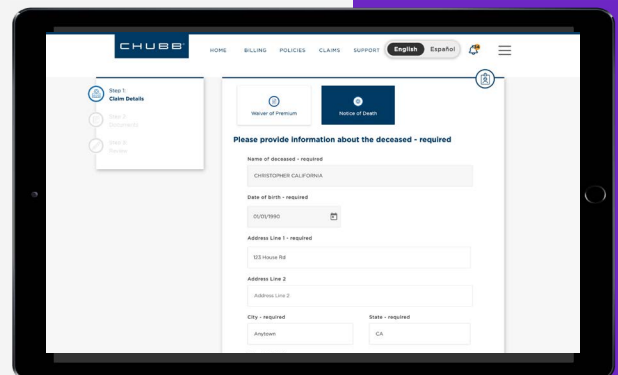 CHUBB
HOME BILLING POLICIES CLAIMS SUPPORT English Español
Step 1:
Claim Details
Step 2:
Documents
Step 3:
Review
Waiver of Premium Notice of Death
Please provide information about the deceased - required
Name of deceased - required
CHRISTOPHER CALIFORNIA
Date of birth - required
01/01/1990
Address Line 1 - required
123 House Rd
Address Line 2
Address Line 2
City - required State - required
Anytown CA